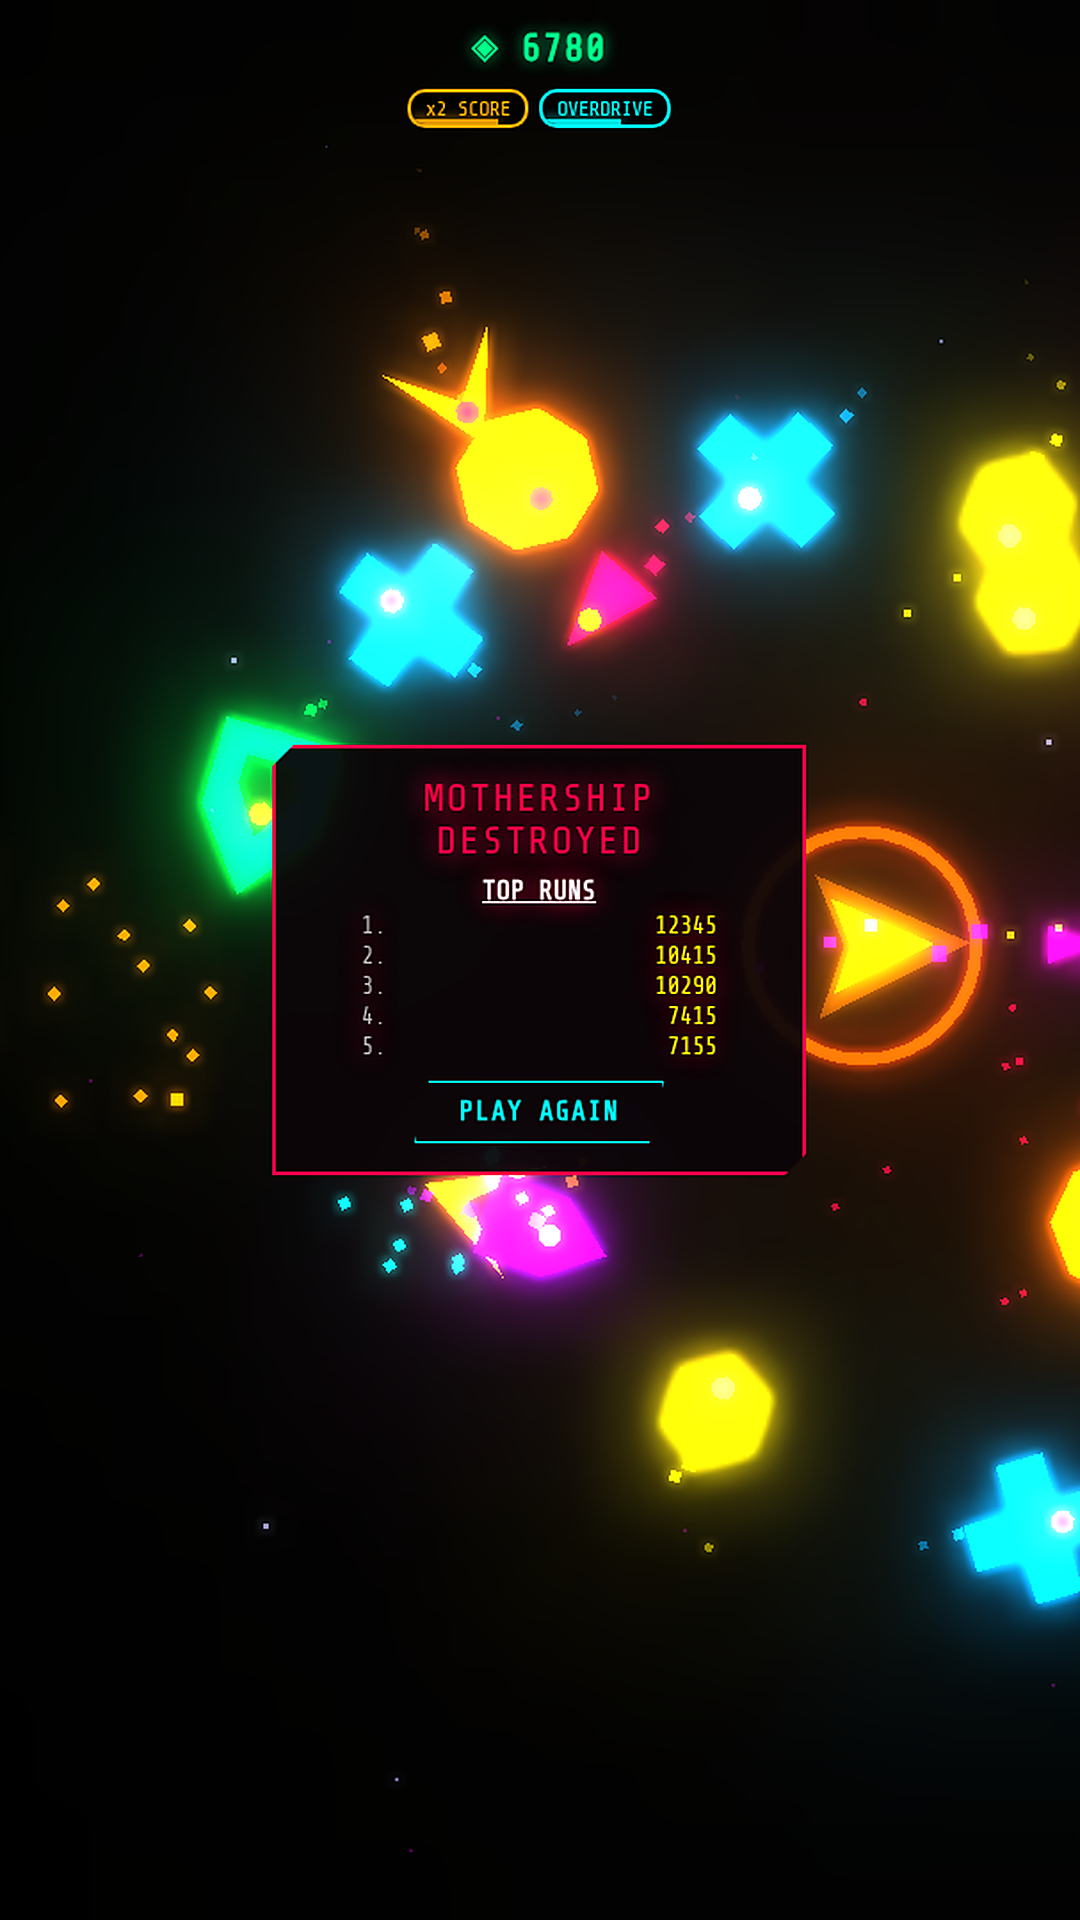 6780
x2 SCORE OVERDRIVE
MOTHERSHIP
DESTROYED
TOP RUNS
1. 12345
2. 10415
3. 10290
4. 7415
5. 7155
PLAY AGAIN